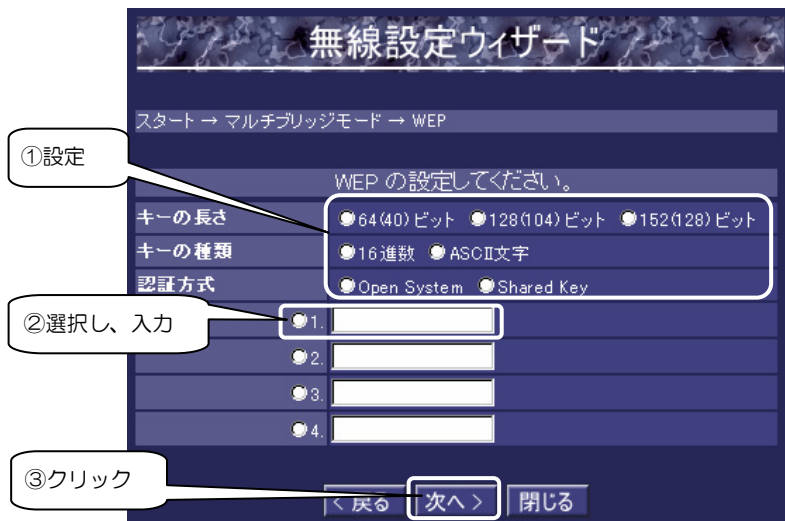 無線設定ウィザード
スタート → マルチブリッジモード → WEP
①設定
WEP の設定してください。
キーの長さ 64(40)ビット 128(104)ビット 152(128)ビット
キーの種類 16進数 ASCII文字
認証方式 Open System Shared Key
②選択し、入力
1.
2.
3.
4.
③クリック
< 戻る 次へ > 閉じる